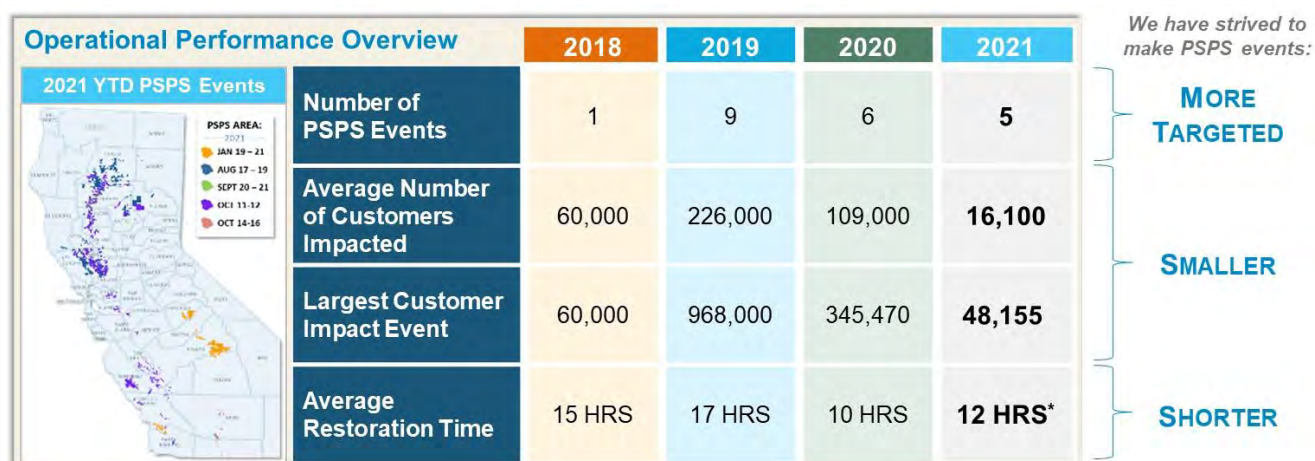 Operational Performance Overview
2018
2019
2020
2021
We have strived to
make PSPS events:
2021 YTD PSPS Events
PSPS AREA:
2021
JAN 19 – 21
AUG 17 – 19
SEPT 20 – 21
OCT 11-12
OCT 14-16
Number of
PSPS Events
1
9
6
5
MORE
TARGETED
Average Number
of Customers
Impacted
60,000
226,000
109,000
16,100
SMALLER
Largest Customer
Impact Event
60,000
968,000
345,470
48,155
Average
Restoration Time
15 HRS
17 HRS
10 HRS
12 HRS*
SHORTER